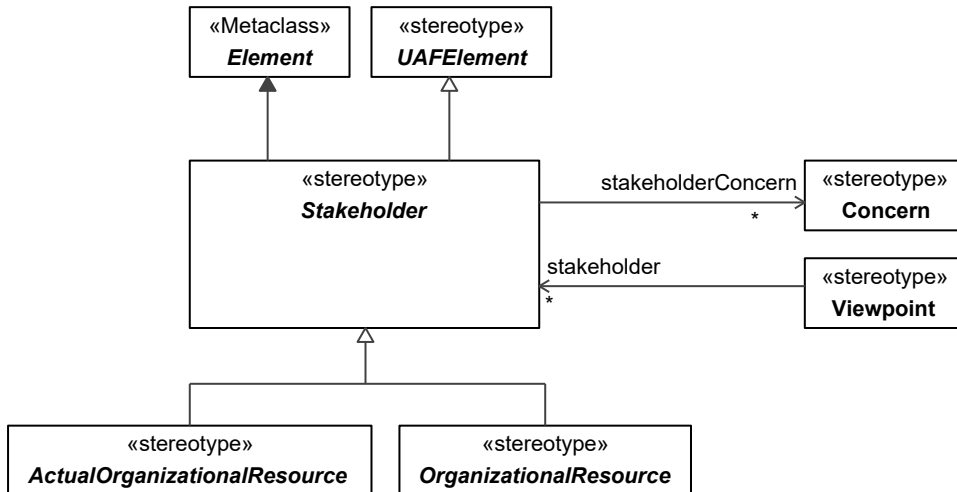 «Metaclass»
Element
«stereotype»
UAFElement
«stereotype»
Stakeholder
stakeholderConcern
*
«stereotype»
Concern
stakeholder
*
«stereotype»
Viewpoint
«stereotype»
ActualOrganizationalResource
«stereotype»
OrganizationalResource